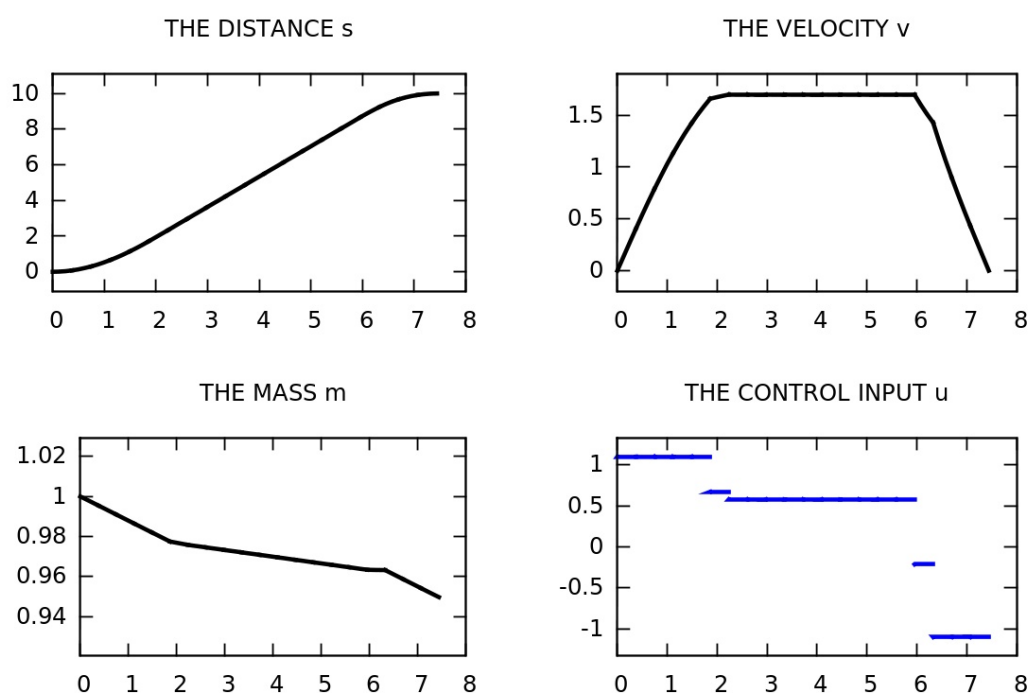 THE DISTANCE s
10
8
6
4
2
0
0 1 2 3 4 5 6 7 8
THE VELOCITY v
1.5
1
0.5
0
0 1 2 3 4 5 6 7 8
THE MASS m
1.02
1
0.98
0.96
0.94
0 1 2 3 4 5 6 7 8
THE CONTROL INPUT u
1
0.5
0
-0.5
-1
0 1 2 3 4 5 6 7 8